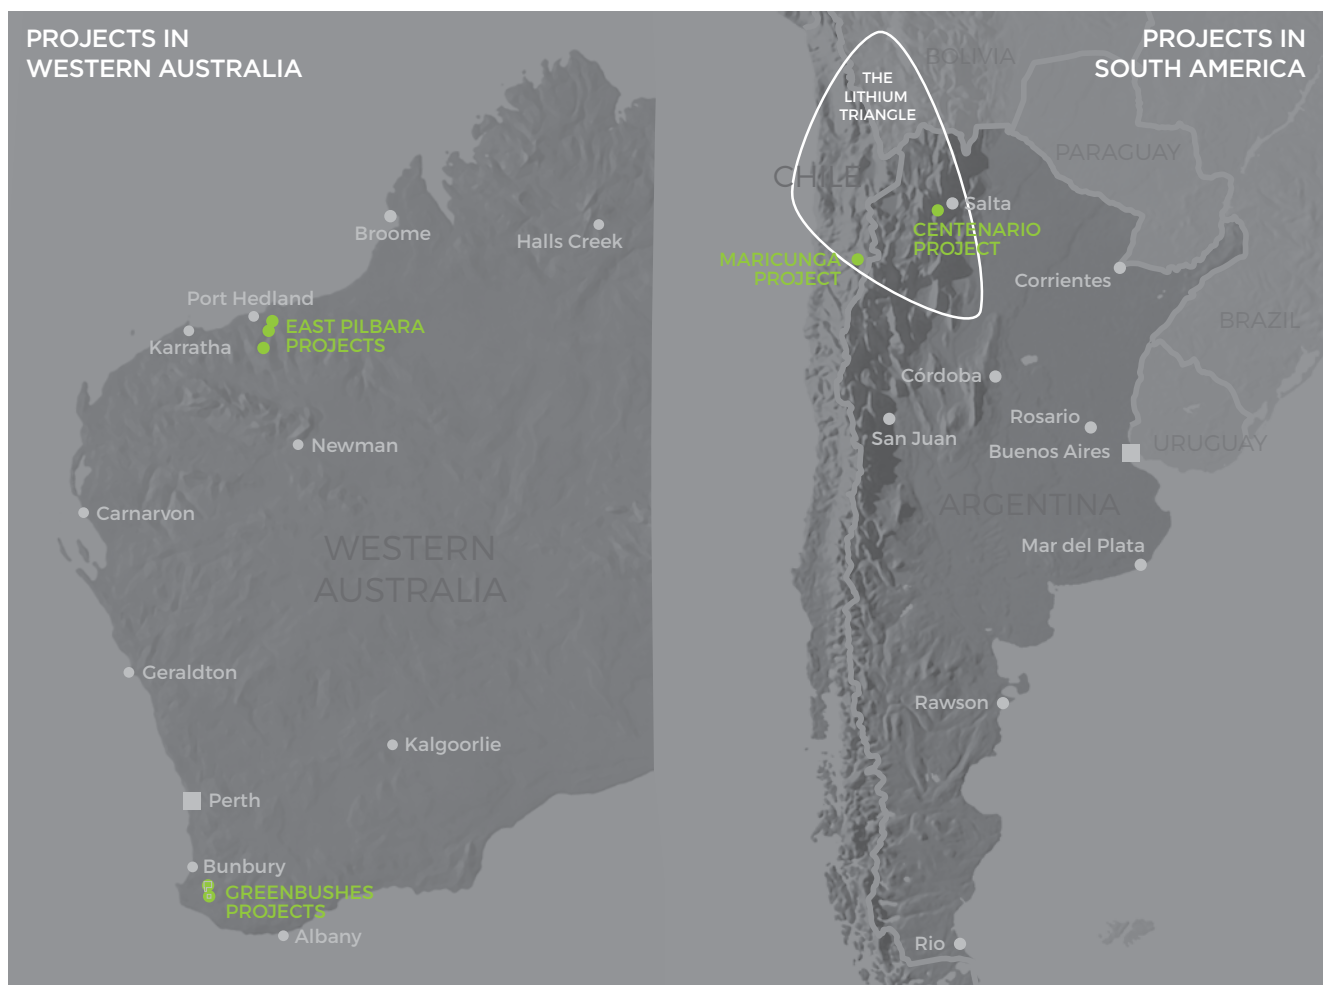 PROJECTS IN
WESTERN AUSTRALIA
Broome
Halls Creek
Port Hedland
Karratha
EAST PILBARA
PROJECTS
Newman
Carnarvon
WESTERN
AUSTRALIA
Geraldton
Kalgoorlie
Perth
Bunbury
GREENBUSHES
PROJECTS
Albany
PROJECTS IN
SOUTH AMERICA
BOLIVIA
THE
LITHIUM
TRIANGLE
PARAGUAY
CHILE
Salta
CENTENARIO
PROJECT
MARICUNGA
PROJECT
Corrientes
BRAZIL
Córdoba
Rosario
San Juan
Buenos Aires
URUGUAY
ARGENTINA
Mar del Plata
Rawson
Rio